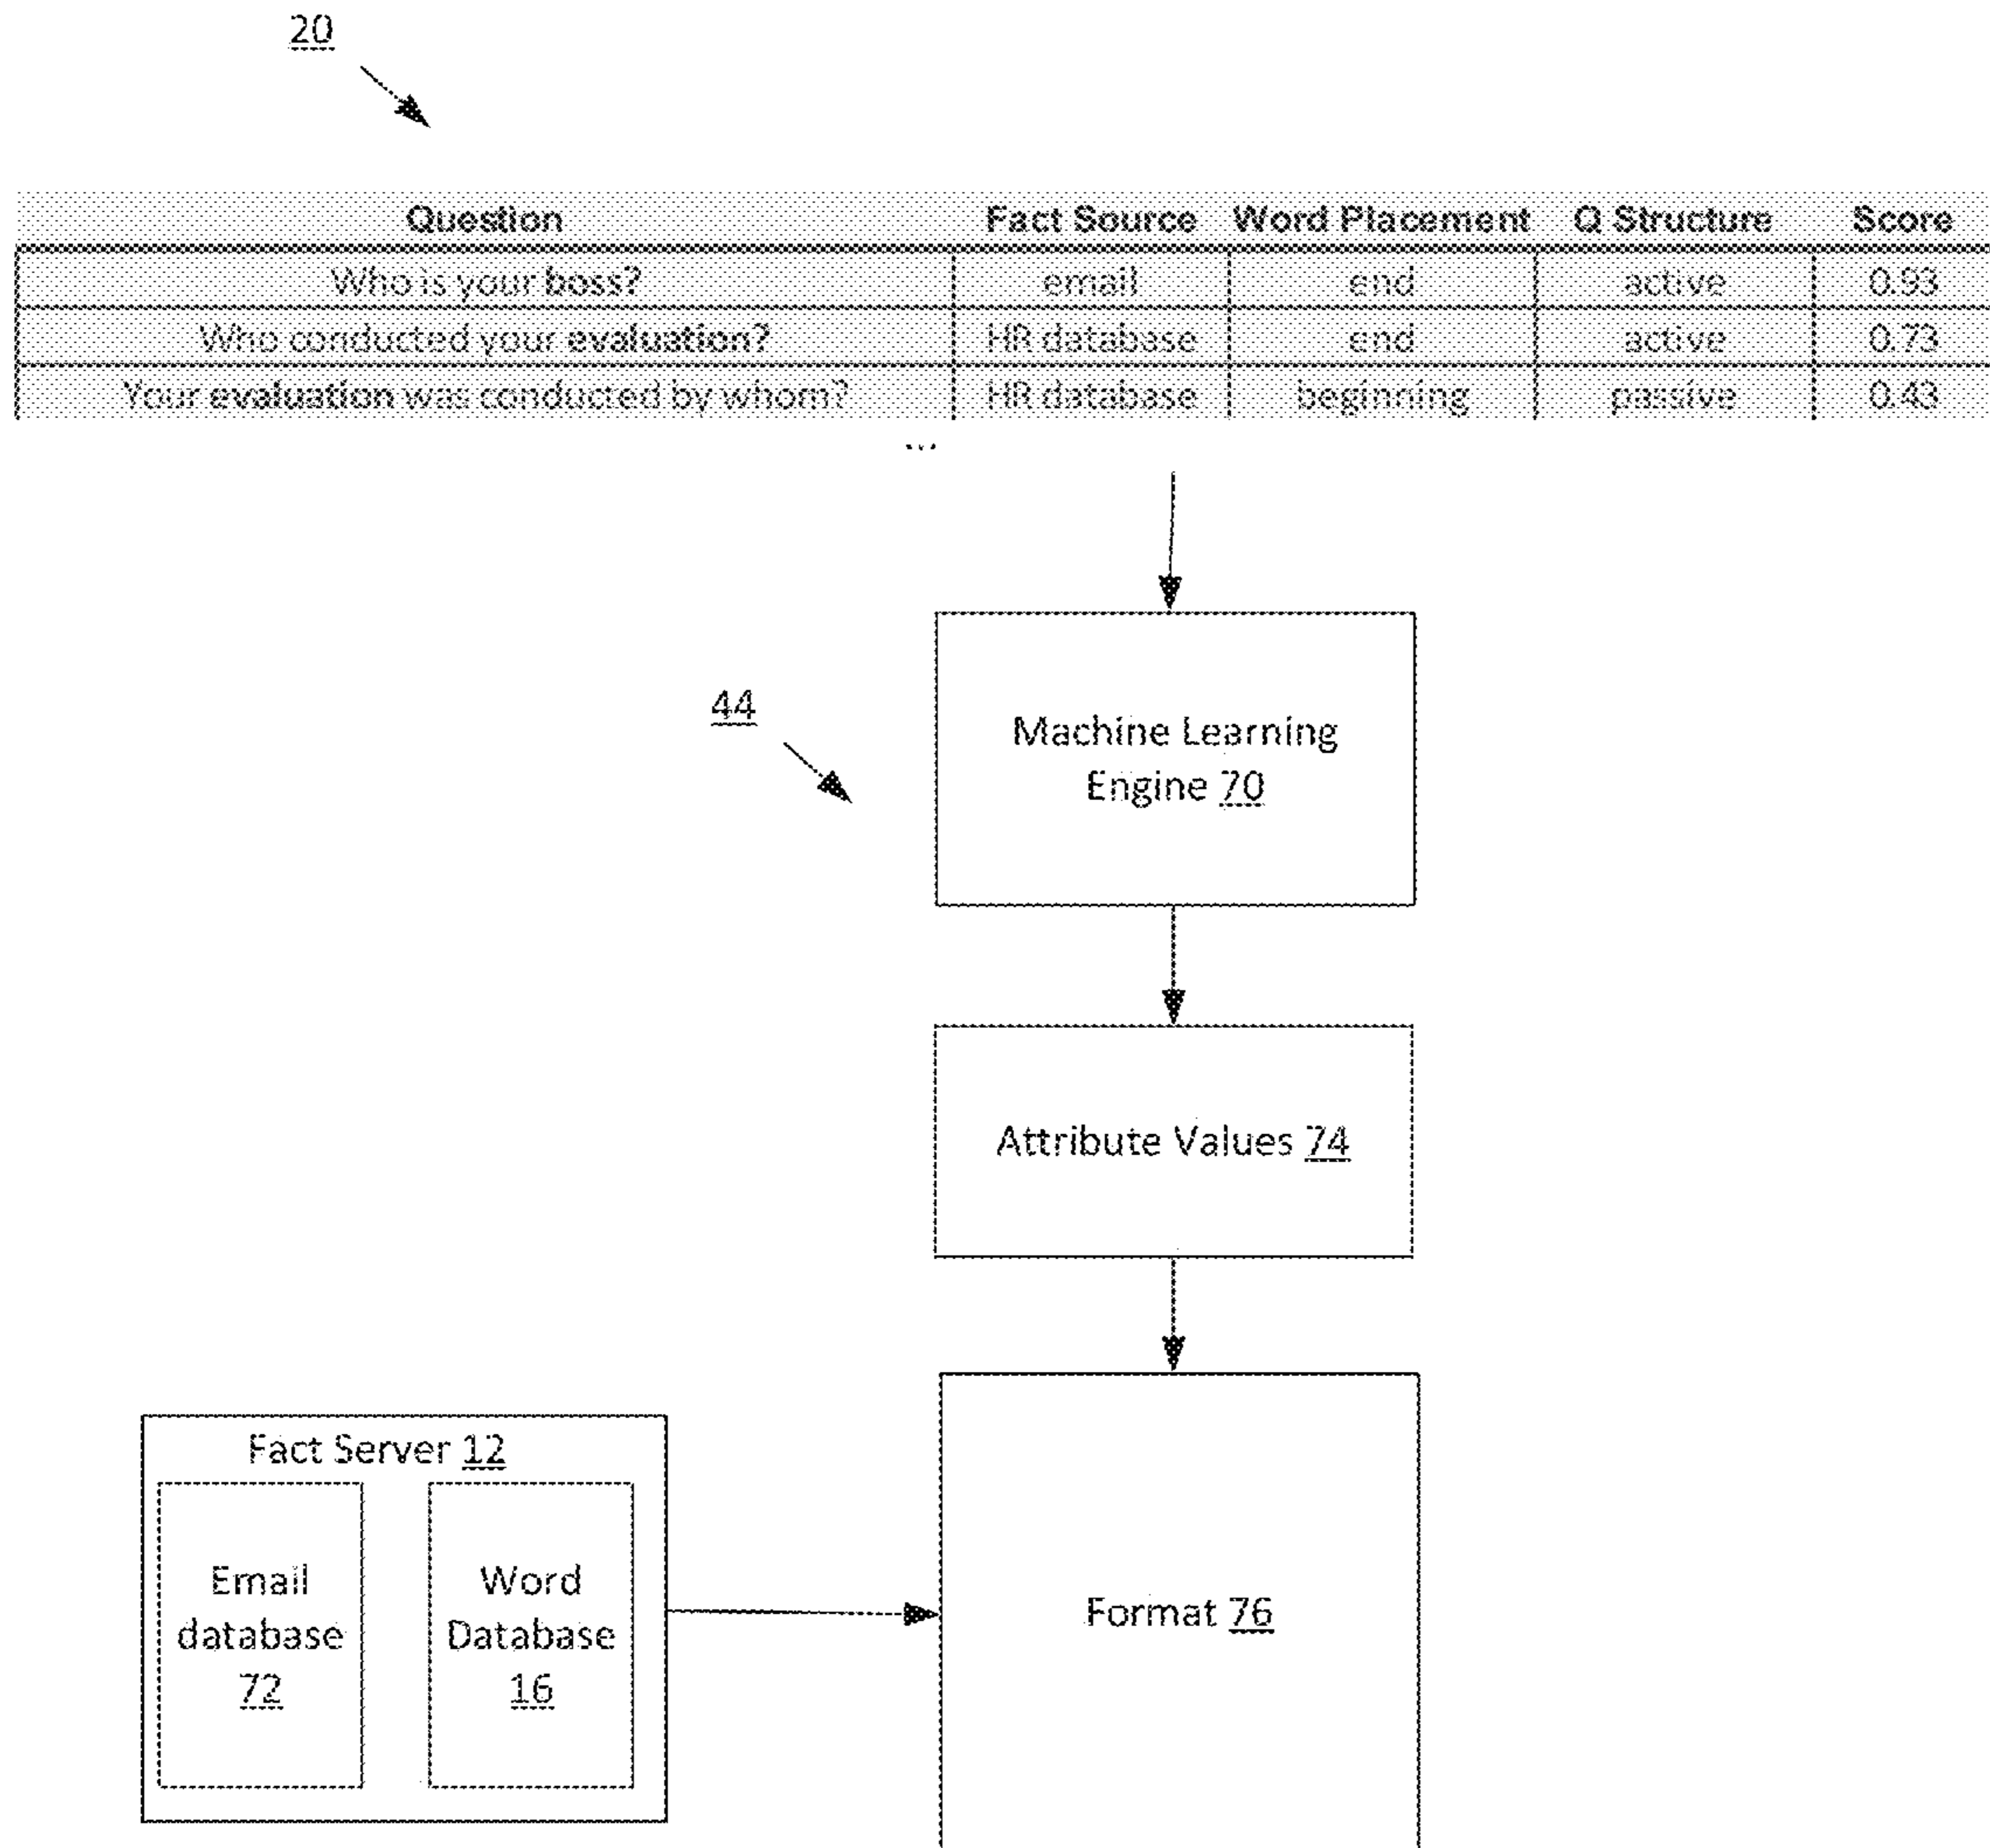 20
Question Fact Source Word Placement Q Structure Score
Who is your boss? email end active 0.93
Who conducted your evaluation? HR database end active 0.73
Your evaluation was conducted by whom? HR database beginning passive 0.43
...
44
Machine Learning
Engine 70
Attribute Values 74
Fact Server 12
Email
database
72
Word
Database
16
Format 76